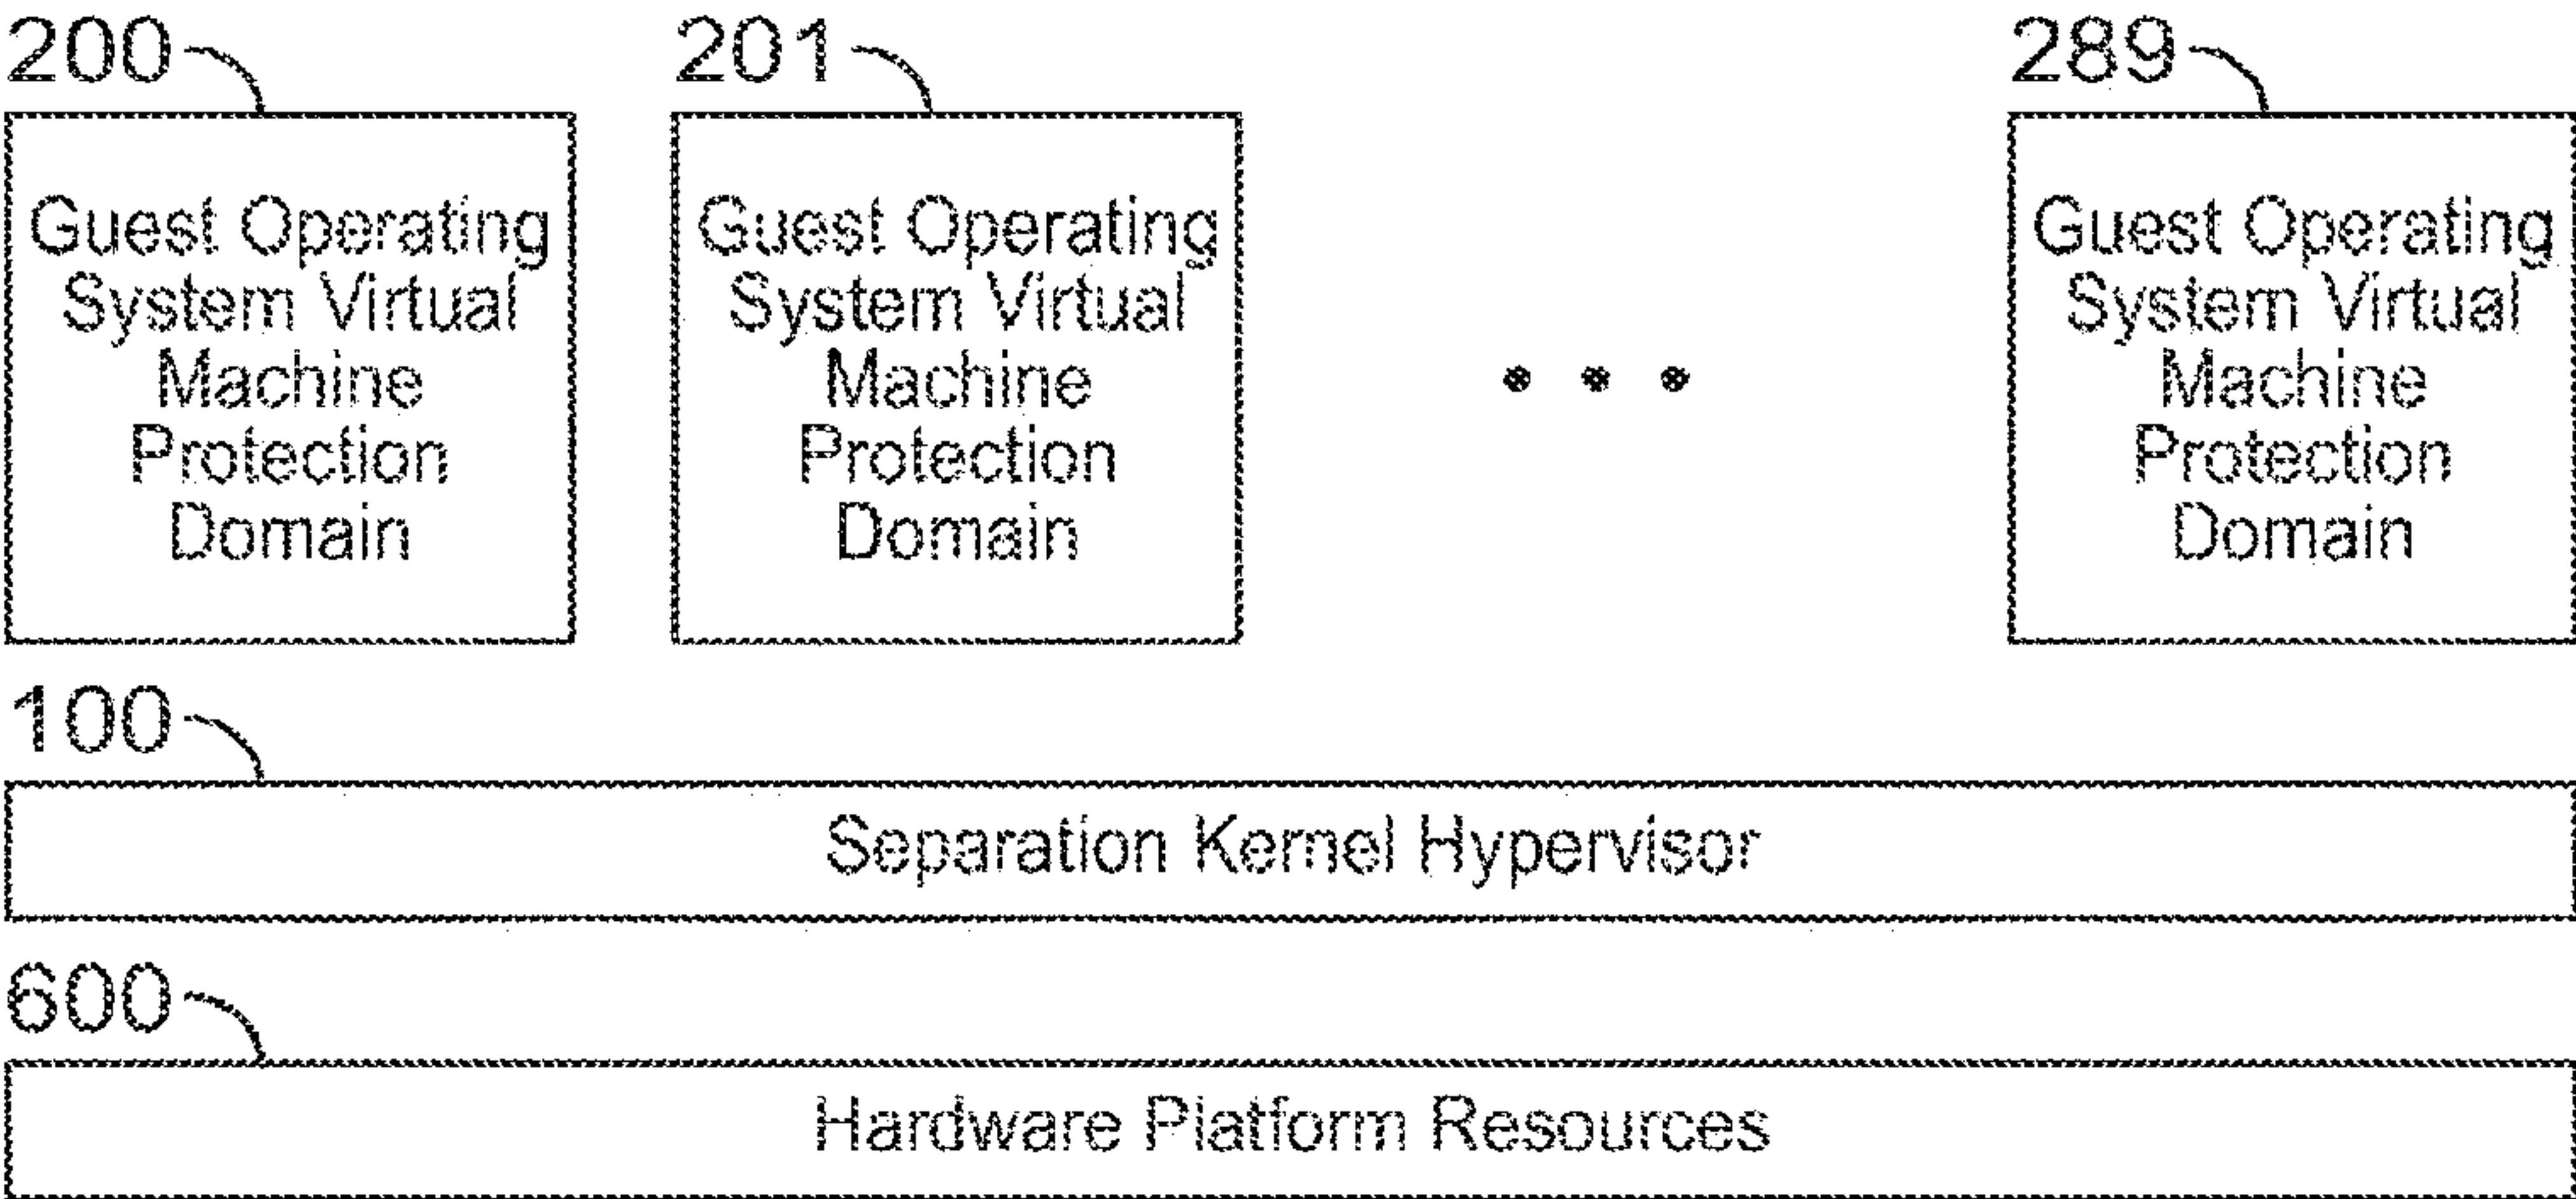 200
201
289
Guest Operating
System Virtual
Machine
Protection
Domain
Guest Operating
System Virtual
Machine
Protection
Domain
Guest Operating
System Virtual
Machine
Protection
Domain
100
Separation Kernel Hypervisor
600
Hardware Platform Resources